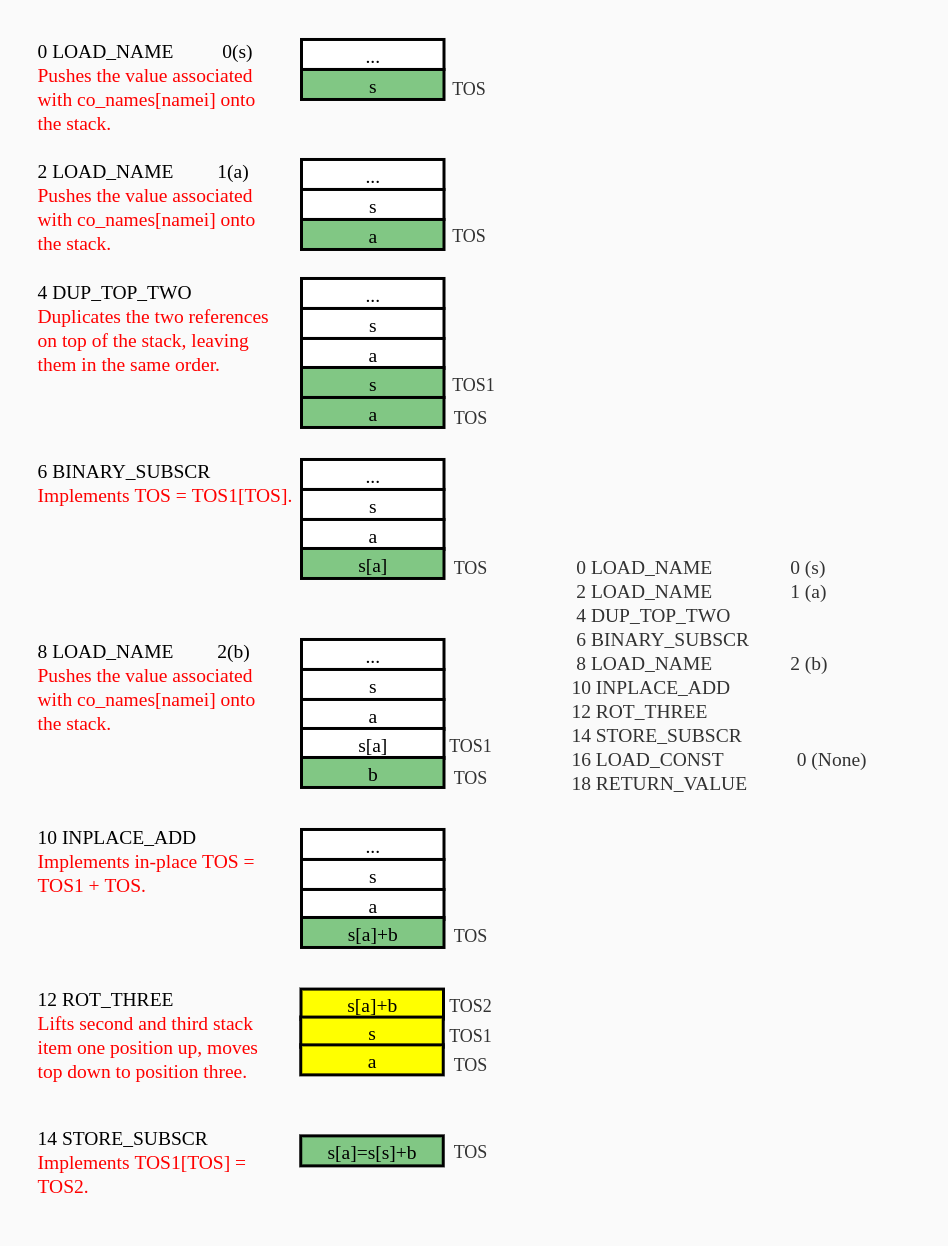 0 LOAD_NAME 0(s)
Pushes the value associated
with co_names[namei] onto
the stack.
...
s
TOS
2 LOAD_NAME 1(a)
Pushes the value associated
with co_names[namei] onto
the stack.
...
s
a
TOS
4 DUP_TOP_TWO
Duplicates the two references
on top of the stack, leaving
them in the same order.
...
s
a
s
TOS1
a
TOS
6 BINARY_SUBSCR
Implements TOS = TOS1[TOS].
...
s
a
s[a]
TOS
8 LOAD_NAME 2(b)
Pushes the value associated
with co_names[namei] onto
the stack.
...
s
a
s[a]
TOS1
b
TOS
10 INPLACE_ADD
Implements in-place TOS =
TOS1 + TOS.
...
s
a
s[a]+b
TOS
12 ROT_THREE
Lifts second and third stack
item one position up, moves
top down to position three.
s[a]+b
TOS2
s
TOS1
a
TOS
14 STORE_SUBSCR
Implements TOS1[TOS] =
TOS2.
s[a]=s[s]+b
TOS
0 LOAD_NAME 0 (s)
2 LOAD_NAME 1 (a)
4 DUP_TOP_TWO
6 BINARY_SUBSCR
8 LOAD_NAME 2 (b)
10 INPLACE_ADD
12 ROT_THREE
14 STORE_SUBSCR
16 LOAD_CONST 0 (None)
18 RETURN_VALUE